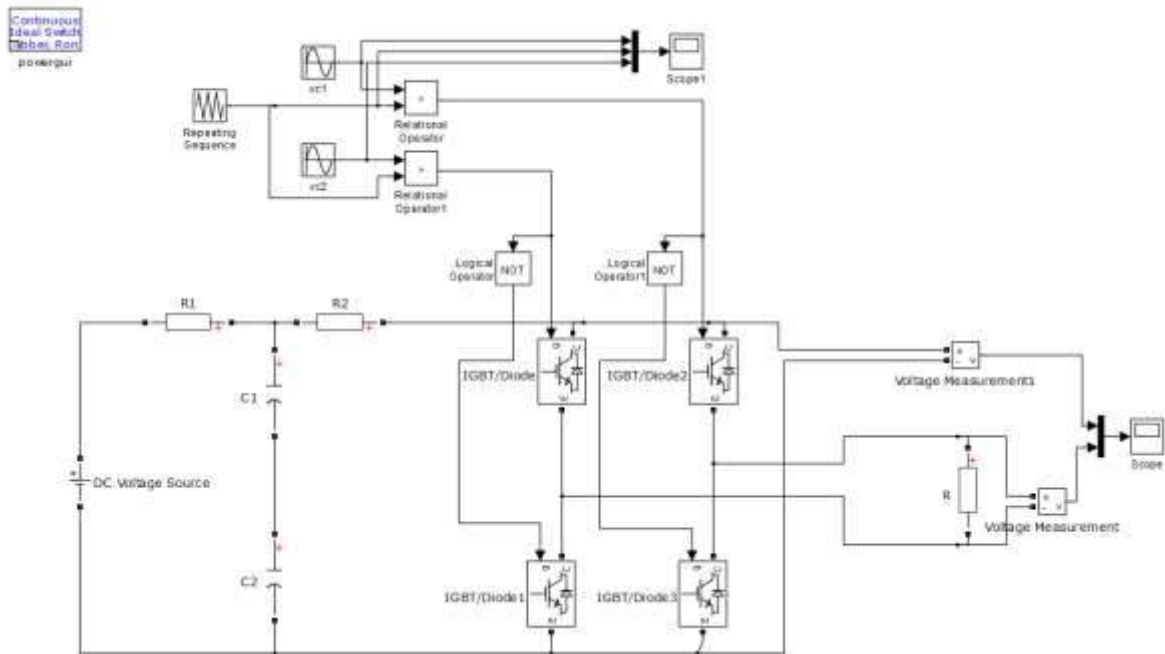 Continuous
Ideal Switch
powergui
vc1
Scope1
Repeating
Sequence
>
Relational
Operator
vc2
>
Relational
Operator1
Logical
Operator
NOT
Logical
Operator1
NOT
R1
R2
g
C
IGBT/Diode
E
g
C
IGBT/Diode2
E
C1
DC Voltage Source
C2
g
C
IGBT/Diode1
E
g
C
IGBT/Diode3
E
+
-
v
Voltage Measurement1
R
+
-
v
Voltage Measurement
Scope